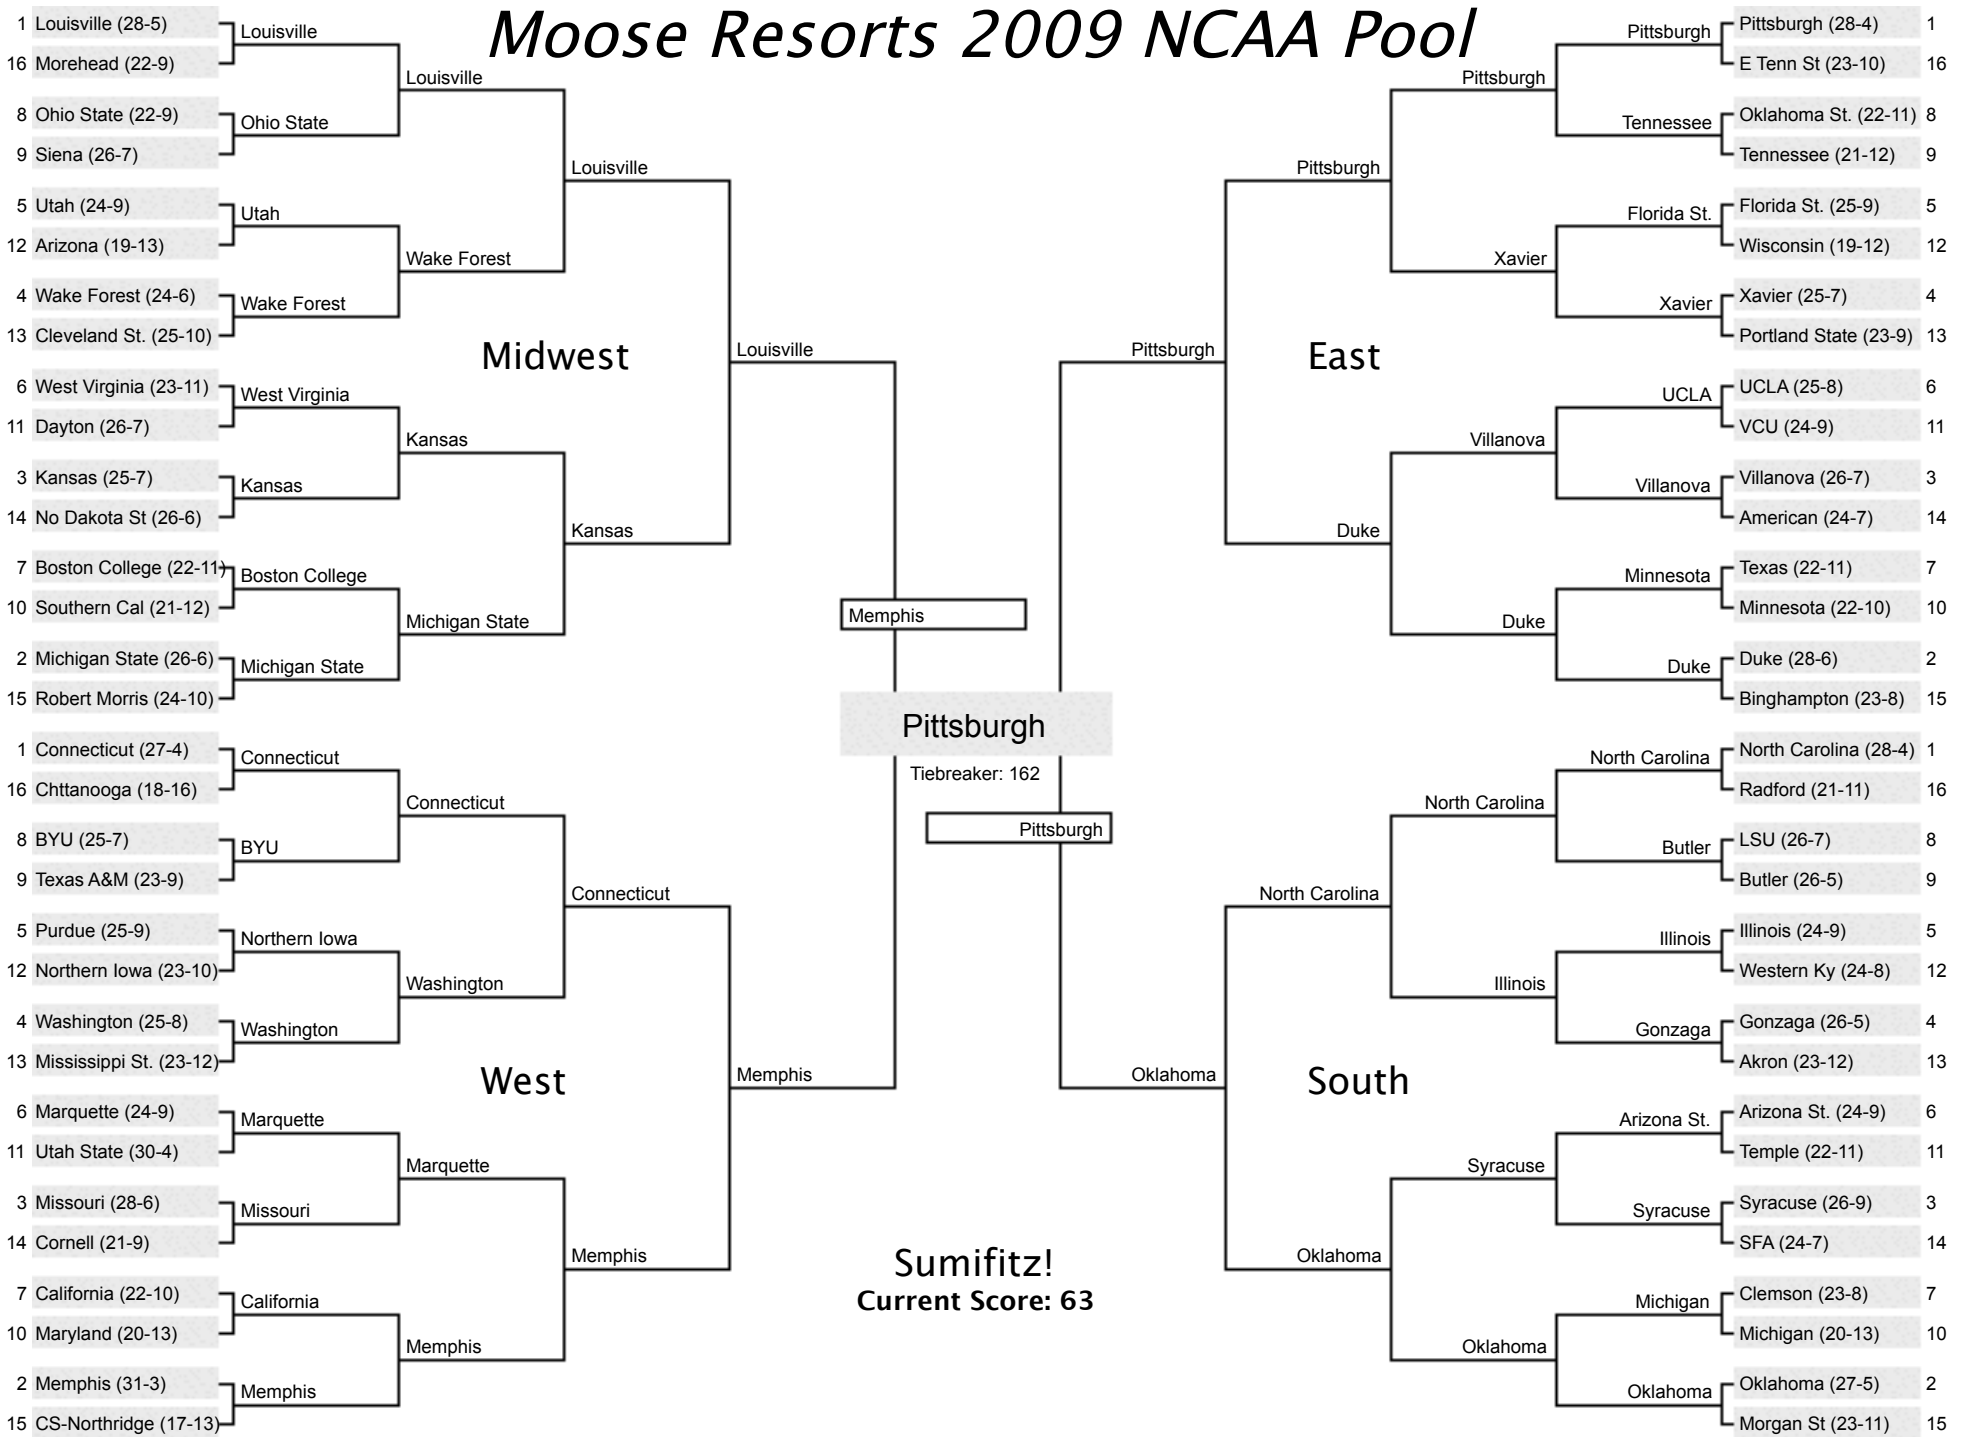 Moose Resorts 2009 NCAA Pool
1 Louisville (28-5)
16 Morehead (22-9)
8 Ohio State (22-9)
9 Siena (26-7)
5 Utah (24-9)
12 Arizona (19-13)
4 Wake Forest (24-6)
13 Cleveland St. (25-10)
6 West Virginia (23-11)
11 Dayton (26-7)
3 Kansas (25-7)
14 No Dakota St (26-6)
7 Boston College (22-11)
10 Southern Cal (21-12)
2 Michigan State (26-6)
15 Robert Morris (24-10)
1 Connecticut (27-4)
16 Chttanooga (18-16)
8 BYU (25-7)
9 Texas A&M (23-9)
5 Purdue (25-9)
12 Northern Iowa (23-10)
4 Washington (25-8)
13 Mississippi St. (23-12)
6 Marquette (24-9)
11 Utah State (30-4)
3 Missouri (28-6)
14 Cornell (21-9)
7 California (22-10)
10 Maryland (20-13)
2 Memphis (31-3)
15 CS-Northridge (17-13)
Louisville
Ohio State
Utah
Wake Forest
West Virginia
Kansas
Boston College
Michigan State
Connecticut
BYU
Northern Iowa
Washington
Marquette
Missouri
California
Memphis
Louisville
Wake Forest
Kansas
Michigan State
Connecticut
Washington
Marquette
Memphis
Louisville
Kansas
Connecticut
Memphis
Midwest
West
Louisville
Memphis
Memphis
Pittsburgh
Tiebreaker: 162
Pittsburgh
Sumifitz!
Current Score: 63
Pittsburgh
Oklahoma
East
South
Pittsburgh
Duke
North Carolina
Oklahoma
Pittsburgh
Xavier
Villanova
Duke
North Carolina
Illinois
Syracuse
Oklahoma
Pittsburgh
Tennessee
Florida St.
Xavier
UCLA
Villanova
Minnesota
Duke
North Carolina
Butler
Illinois
Gonzaga
Arizona St.
Syracuse
Michigan
Oklahoma
Pittsburgh (28-4) 1
E Tenn St (23-10) 16
Oklahoma St. (22-11) 8
Tennessee (21-12) 9
Florida St. (25-9) 5
Wisconsin (19-12) 12
Xavier (25-7) 4
Portland State (23-9) 13
UCLA (25-8) 6
VCU (24-9) 11
Villanova (26-7) 3
American (24-7) 14
Texas (22-11) 7
Minnesota (22-10) 10
Duke (28-6) 2
Binghampton (23-8) 15
North Carolina (28-4) 1
Radford (21-11) 16
LSU (26-7) 8
Butler (26-5) 9
Illinois (24-9) 5
Western Ky (24-8) 12
Gonzaga (26-5) 4
Akron (23-12) 13
Arizona St. (24-9) 6
Temple (22-11) 11
Syracuse (26-9) 3
SFA (24-7) 14
Clemson (23-8) 7
Michigan (20-13) 10
Oklahoma (27-5) 2
Morgan St (23-11) 15